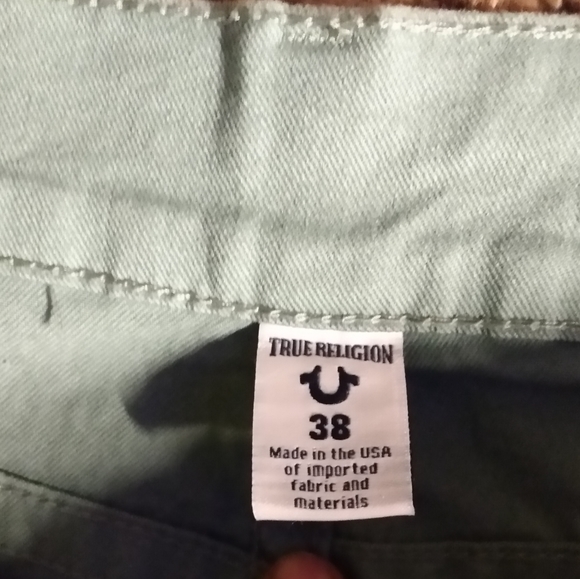 TRUE RELIGION
38
Made in the USA
of imported
fabric and
materials